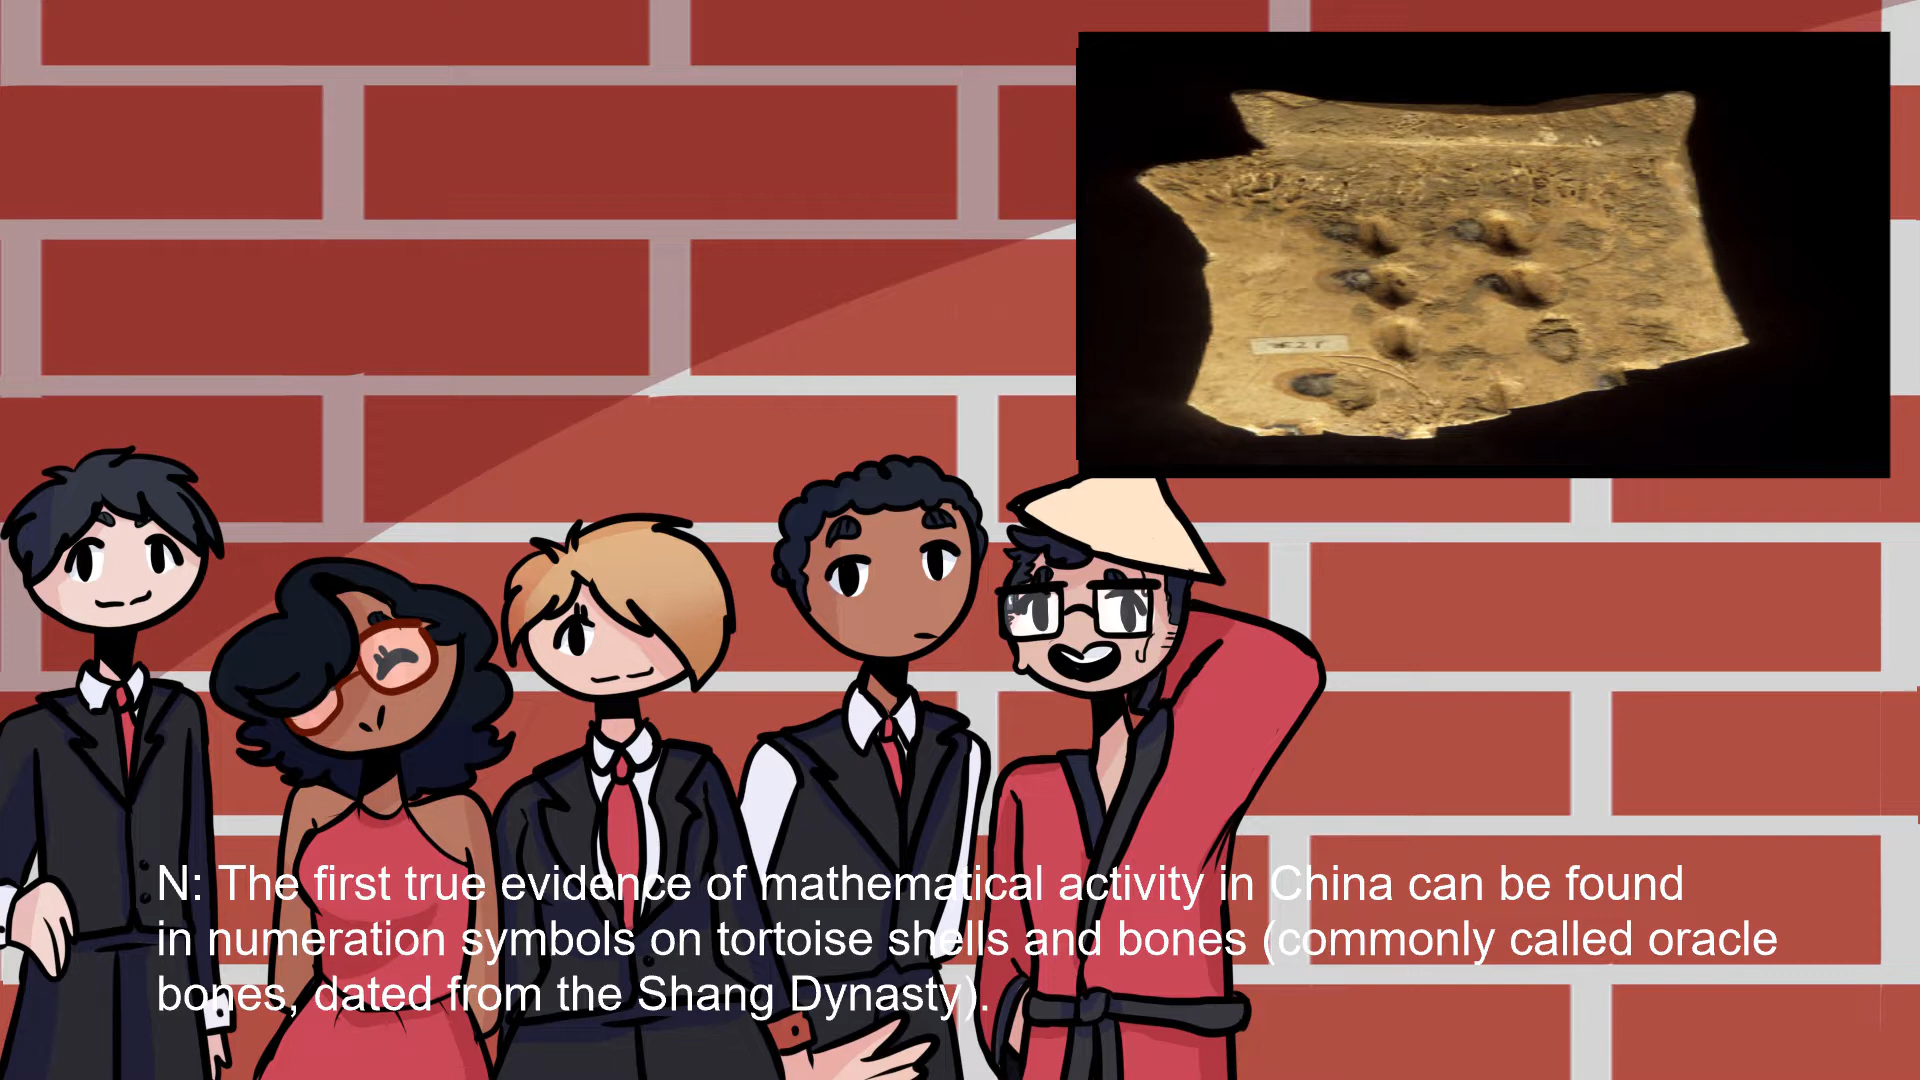 N: The first true evidence of mathematical activity in China can be found
in numeration symbols on tortoise shells and bones (commonly called oracle
bones, dated from the Shang Dynasty).